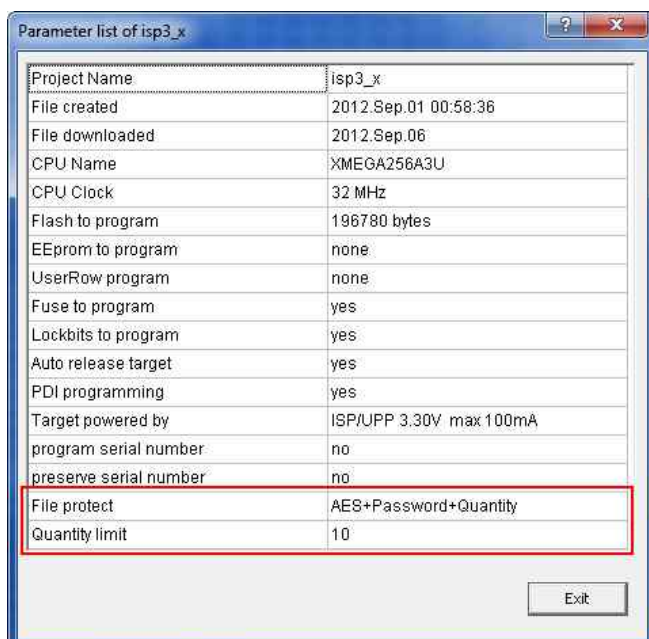 Parameter list of isp3_x
Project Name isp3_x
File created 2012.Sep.01 00:58:36
File downloaded 2012.Sep.06
CPU Name XMEGA256A3U
CPU Clock 32 MHz
Flash to program 196780 bytes
EEprom to program none
UserRow program none
Fuse to program yes
Lockbits to program yes
Auto release target yes
PDI programming yes
Target powered by ISP/UPP 3.30V max 100mA
program serial number no
preserve serial number no
File protect AES+Password+Quantity
Quantity limit 10
Exit